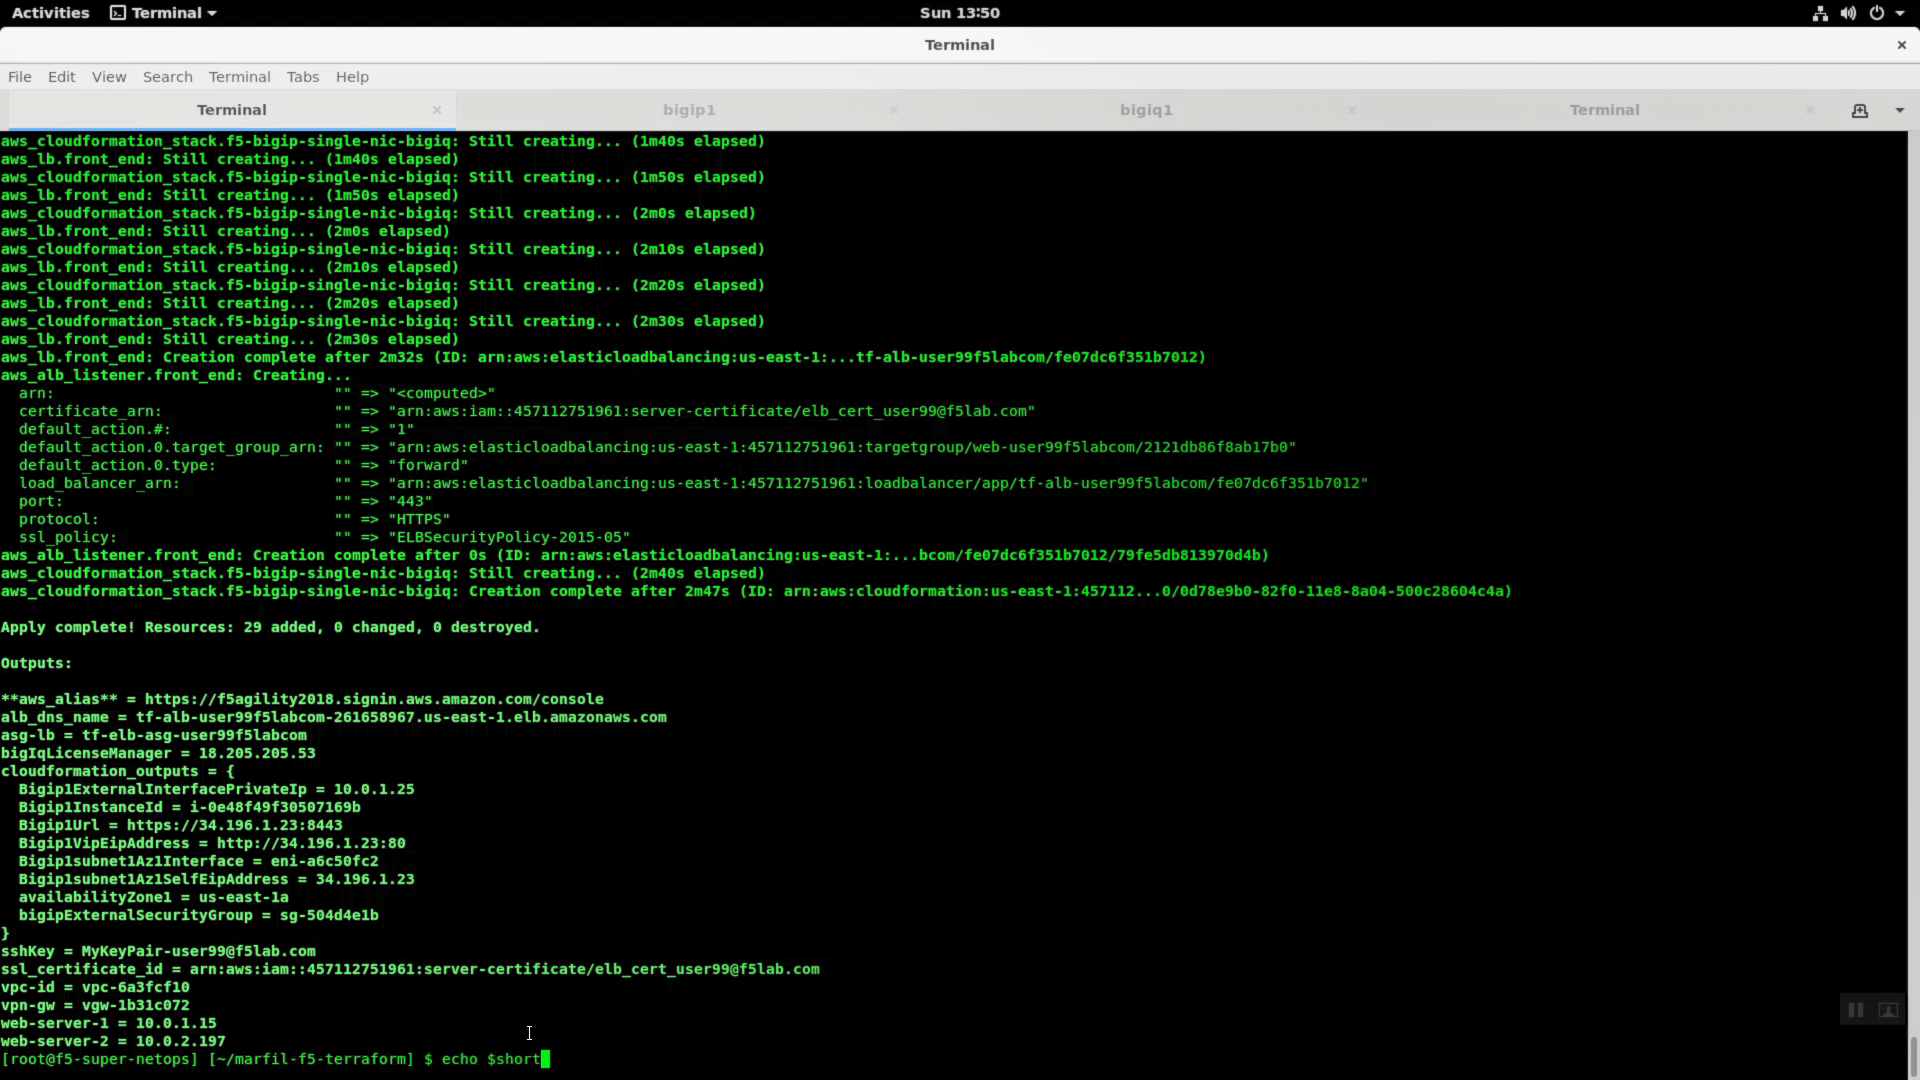 Activities Terminal Sun 13:50
Terminal
File Edit View Search Terminal Tabs Help
Terminal bigip1 bigiq1 Terminal
aws_cloudformation_stack.f5-bigip-single-nic-bigiq: Still creating... (1m40s elapsed)
aws_lb.front_end: Still creating... (1m40s elapsed)
aws_cloudformation_stack.f5-bigip-single-nic-bigiq: Still creating... (1m50s elapsed)
aws_lb.front_end: Still creating... (1m50s elapsed)
aws_cloudformation_stack.f5-bigip-single-nic-bigiq: Still creating... (2m0s elapsed)
aws_lb.front_end: Still creating... (2m0s elapsed)
aws_cloudformation_stack.f5-bigip-single-nic-bigiq: Still creating... (2m10s elapsed)
aws_lb.front_end: Still creating... (2m10s elapsed)
aws_cloudformation_stack.f5-bigip-single-nic-bigiq: Still creating... (2m20s elapsed)
aws_lb.front_end: Still creating... (2m20s elapsed)
aws_cloudformation_stack.f5-bigip-single-nic-bigiq: Still creating... (2m30s elapsed)
aws_lb.front_end: Still creating... (2m30s elapsed)
aws_lb.front_end: Creation complete after 2m32s (ID: arn:aws:elasticloadbalancing:us-east-1:...tf-alb-user99f5labcom/fe07dc6f351b7012)
aws_alb_listener.front_end: Creating...
  arn: "" => "<computed>"
  certificate_arn: "" => "arn:aws:iam::457112751961:server-certificate/elb_cert_user99@f5lab.com"
  default_action.#: "" => "1"
  default_action.0.target_group_arn: "" => "arn:aws:elasticloadbalancing:us-east-1:457112751961:targetgroup/web-user99f5labcom/2121db86f8ab17b0"
  default_action.0.type: "" => "forward"
  load_balancer_arn: "" => "arn:aws:elasticloadbalancing:us-east-1:457112751961:loadbalancer/app/tf-alb-user99f5labcom/fe07dc6f351b7012"
  port: "" => "443"
  protocol: "" => "HTTPS"
  ssl_policy: "" => "ELBSecurityPolicy-2015-05"
aws_alb_listener.front_end: Creation complete after 0s (ID: arn:aws:elasticloadbalancing:us-east-1:...bcom/fe07dc6f351b7012/79fe5db813970d4b)
aws_cloudformation_stack.f5-bigip-single-nic-bigiq: Still creating... (2m40s elapsed)
aws_cloudformation_stack.f5-bigip-single-nic-bigiq: Creation complete after 2m47s (ID: arn:aws:cloudformation:us-east-1:457112...0/0d78e9b0-82f0-11e8-8a04-500c28604c4a)
Apply complete! Resources: 29 added, 0 changed, 0 destroyed.
Outputs:
**aws_alias** = https://f5agility2018.signin.aws.amazon.com/console
alb_dns_name = tf-alb-user99f5labcom-261658967.us-east-1.elb.amazonaws.com
asg-lb = tf-elb-asg-user99f5labcom
bigIqLicenseManager = 18.205.205.53
cloudformation_outputs = {
  Bigip1ExternalInterfacePrivateIp = 10.0.1.25
  Bigip1InstanceId = i-0e48f49f30507169b
  Bigip1Url = https://34.196.1.23:8443
  Bigip1VipEipAddress = http://34.196.1.23:80
  Bigip1subnet1Az1Interface = eni-a6c50fc2
  Bigip1subnet1Az1SelfEipAddress = 34.196.1.23
  availabilityZone1 = us-east-1a
  bigipExternalSecurityGroup = sg-504d4e1b
}
sshKey = MyKeyPair-user99@f5lab.com
ssl_certificate_id = arn:aws:iam::457112751961:server-certificate/elb_cert_user99@f5lab.com
vpc-id = vpc-6a3fcf10
vpn-gw = vgw-1b31c072
web-server-1 = 10.0.1.15
web-server-2 = 10.0.2.197
[root@f5-super-netops] [~/marfil-f5-terraform] $ echo $short